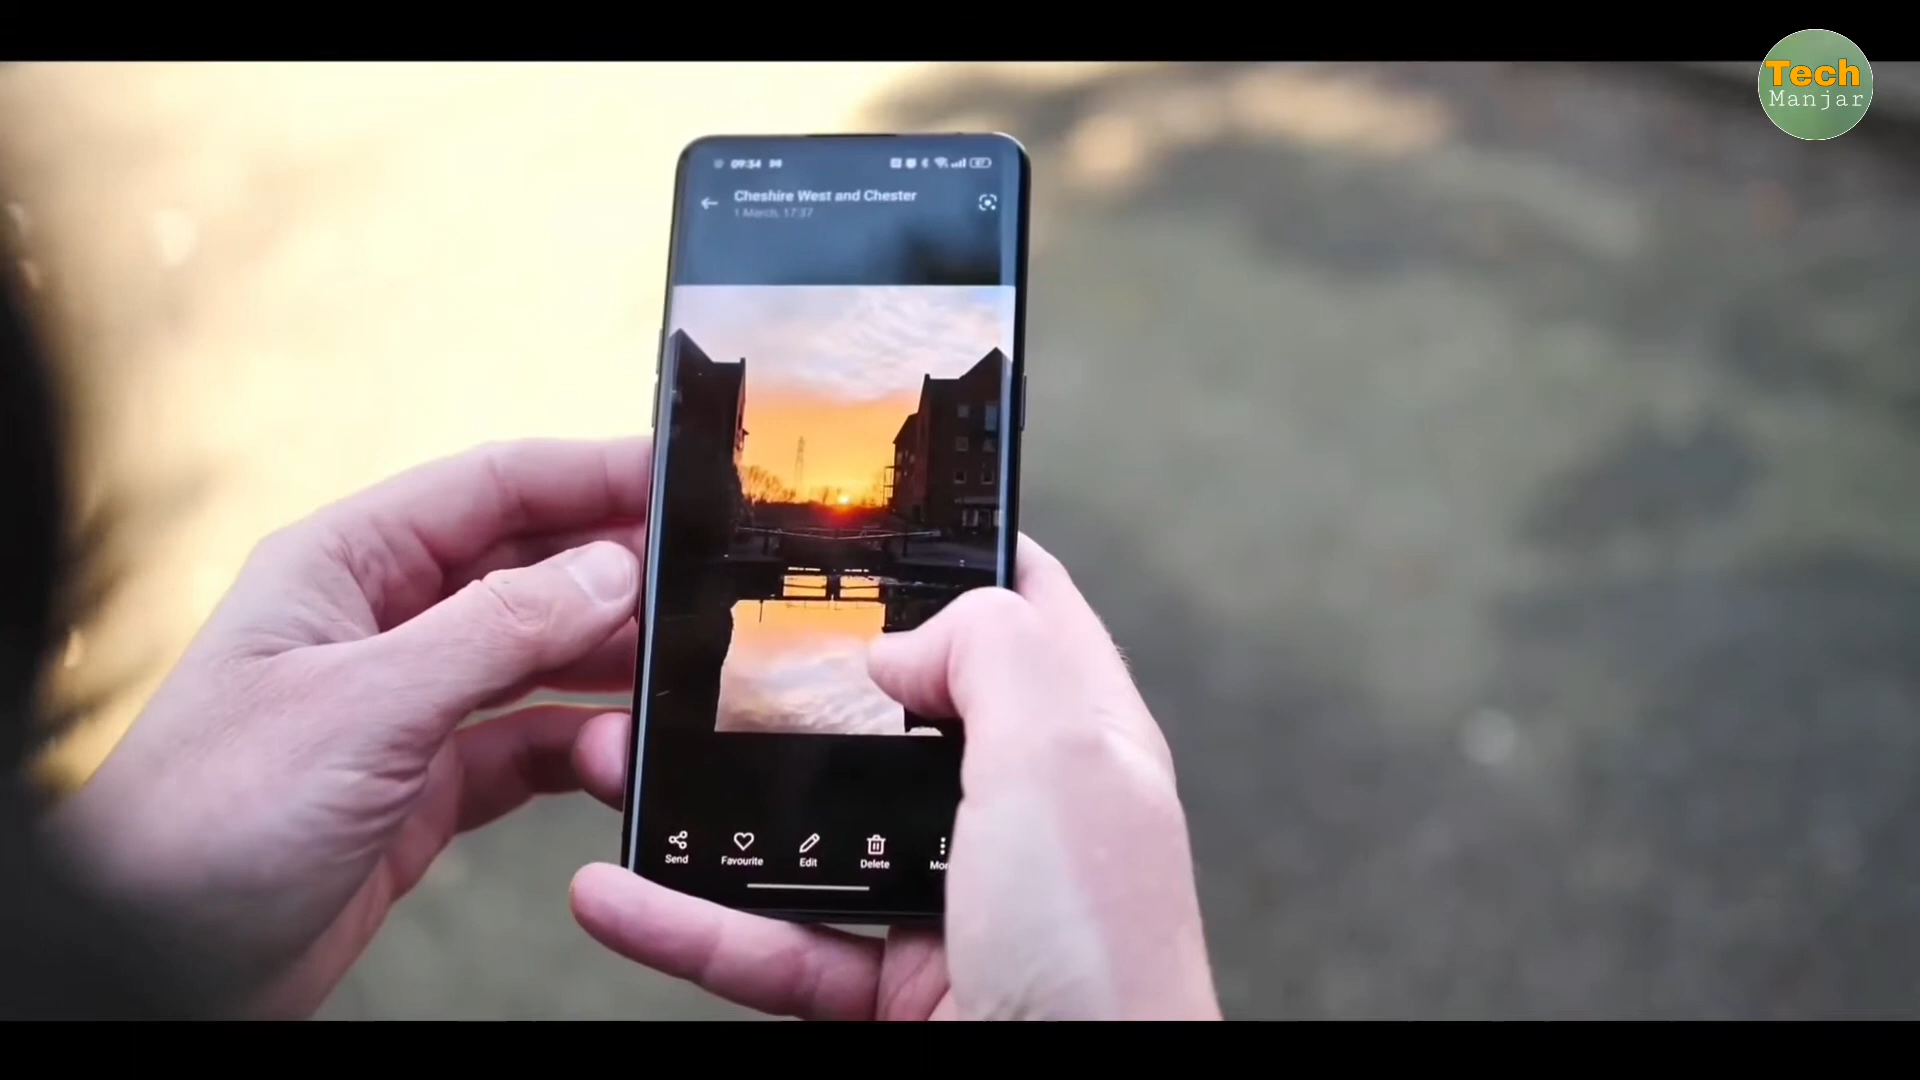 Tech
Manjar
09:34
Cheshire West and Chester
1 March, 17:37
Send
Favourite
Edit
Delete